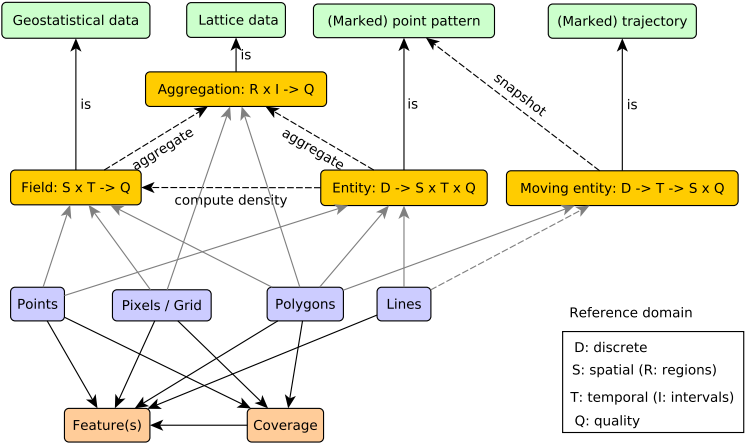 Geostatistical data
Lattice data
(Marked) point pattern
(Marked) trajectory
is
Aggregation: R x I -> Q
is
is
is
snapshot
aggregate
aggregate
Field: S x T -> Q
Entity: D -> S x T x Q
Moving entity: D -> T -> S x Q
compute density
Points
Pixels / Grid
Polygons
Lines
Reference domain
D: discrete
S: spatial (R: regions)
T: temporal (I: intervals)
Q: quality
Feature(s)
Coverage